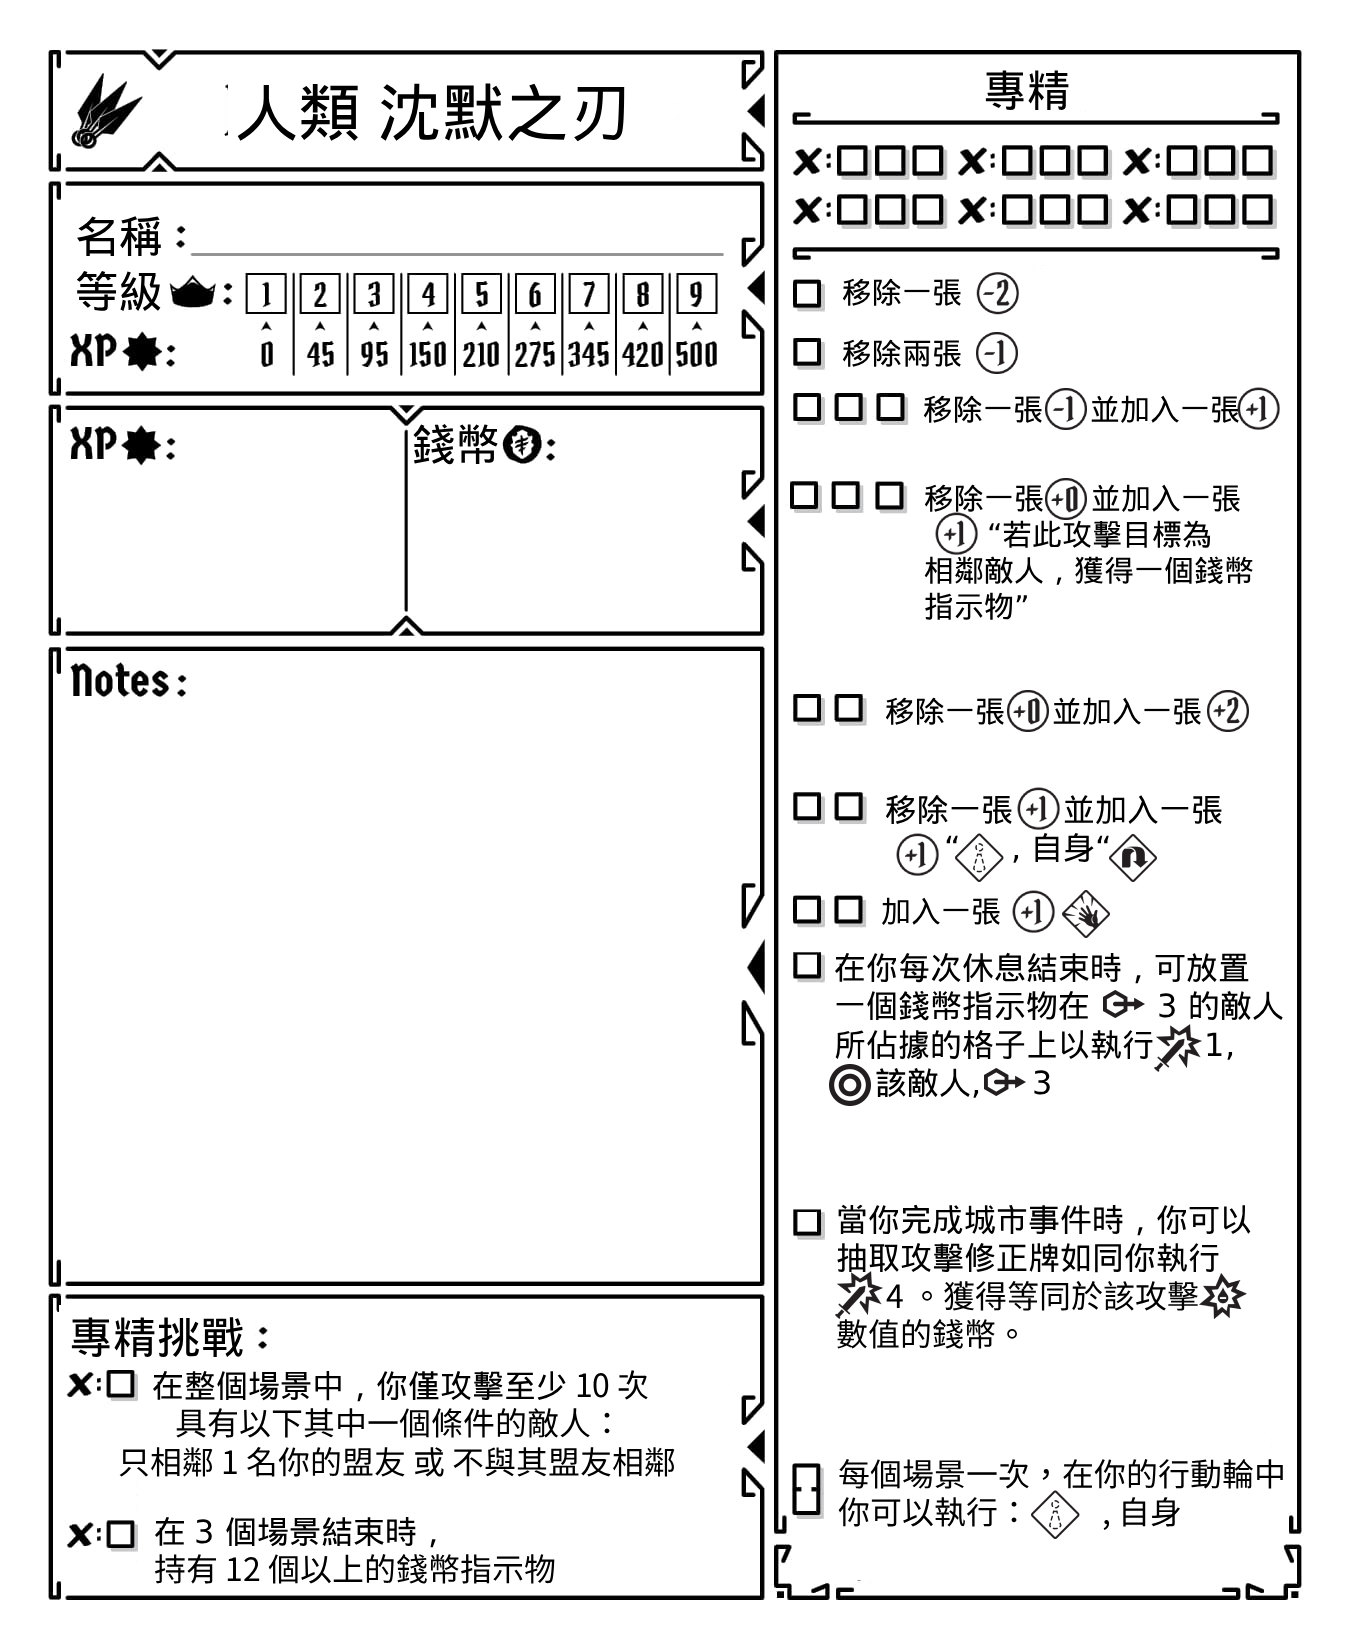 人類 沈默之刃
名稱：
等級 : 1 2 3 4 5 6 7 8 9
XP : 0 45 95 150 210 275 345 420 500
XP :
錢幣 :
Notes:
專精挑戰：
x: 在整個場景中，你僅攻擊至少 10 次
具有以下其中一個條件的敵人：
只相鄰 1 名你的盟友 或 不與其盟友相鄰
x: 在 3 個場景結束時，
持有 12 個以上的錢幣指示物
專精
x: x: x:
x: x: x:
移除一張 -2
移除兩張 -1
移除一張 -1 並加入一張 +1
移除一張 +0 並加入一張
+1 “若此攻擊目標為
相鄰敵人，獲得一個錢幣
指示物”
移除一張 +0 並加入一張 +2
移除一張 +1 並加入一張
+1 “ , 自身“
加入一張 +1
在你每次休息結束時，可放置
一個錢幣指示物在 3 的敵人
所佔據的格子上以執行 1,
該敵人, 3
當你完成城市事件時，你可以
抽取攻擊修正牌如同你執行
4 。獲得等同於該攻擊
數值的錢幣。
每個場景一次，在你的行動輪中
你可以執行： , 自身